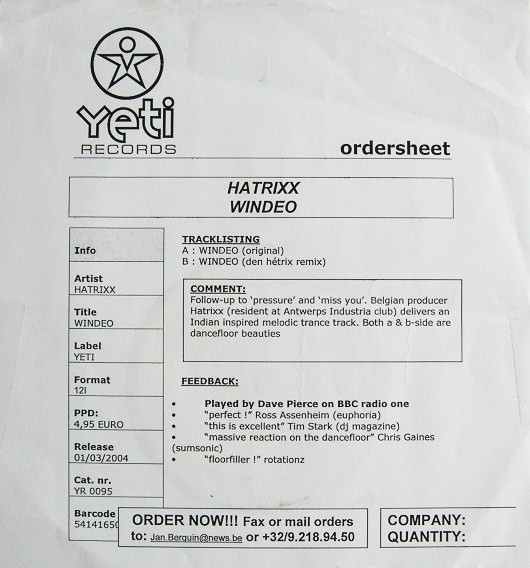 Yeti
RECORDS
ordersheet
HATRIXX
WINDEO
Info
Artist
HATRIXX
Title
WINDEO
Label
YETI
Format
12I
PPD:
4,95 EURO
Release
01/03/2004
Cat. nr.
YR 0095
Barcode
5414165
TRACKLISTING
A : WINDEO (original)
B : WINDEO (den hétrix remix)
COMMENT:
Follow-up to ‘pressure’ and ‘miss you’. Belgian producer
Hatrixx (resident at Antwerps Industria club) delivers an
Indian inspired melodic trance track. Both a & b-side are
dancefloor beauties
FEEDBACK:
• Played by Dave Pierce on BBC radio one
• “perfect !” Ross Assenheim (euphoria)
• “this is excellent” Tim Stark (dj magazine)
• “massive reaction on the dancefloor” Chris Gaines
(sumsonic)
• “floorfiller !” rotationz
ORDER NOW!!! Fax or mail orders
to: Jan.Berquin@news.be or +32/9.218.94.50
COMPANY:
QUANTITY: